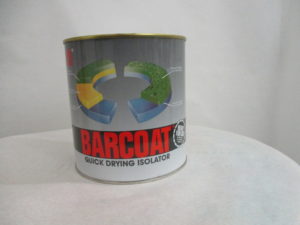 BARCOAT
QUICK DRYING ISOLATOR